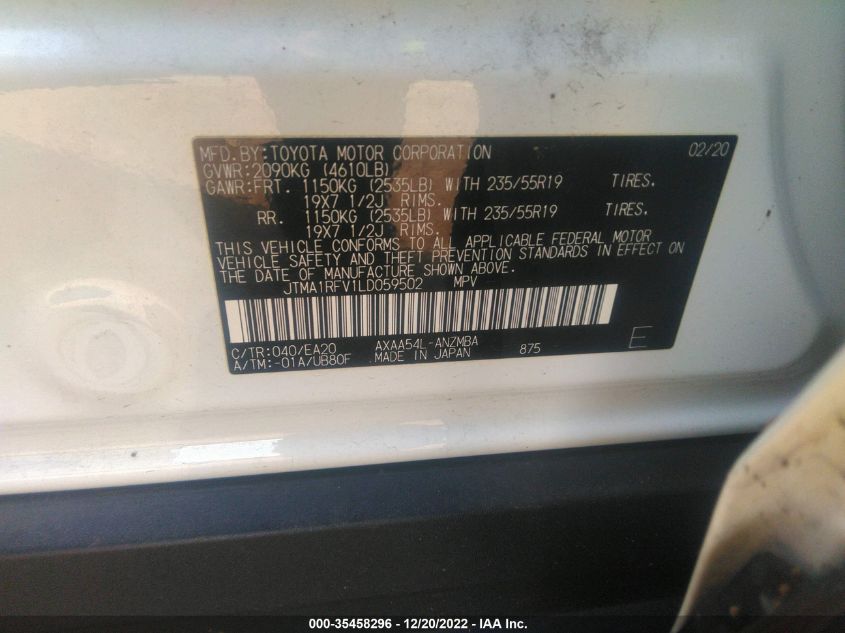 MFD.BY:TOYOTA MOTOR CORPORATION 02/20
GVWR:2090KG (4610LB)
GAWR:FRT. 1150KG (2535LB) WITH 235/55R19 TIRES.
19X7 1/2J RIMS.
RR. 1150KG (2535LB) WITH 235/55R19 TIRES.
19X7 1/2J RIMS.
THIS VEHICLE CONFORMS TO ALL APPLICABLE FEDERAL MOTOR
VEHICLE SAFETY AND THEFT PREVENTION STANDARDS IN EFFECT ON
THE DATE OF MANUFACTURE SHOWN ABOVE.
JTMA1RFV1LD059502 MPV
C/TR:040/EA20 AXAA54L-ANZMBA
A/TM:-01A/UB80F MADE IN JAPAN 875 E
000-35458296 - 12/20/2022 - IAA Inc.